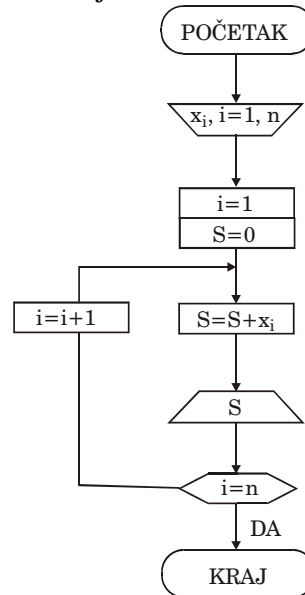 POČETAK
xᵢ, i=1, n
i=1
S=0
i=i+1
S=S+xᵢ
S
i=n
DA
KRAJ